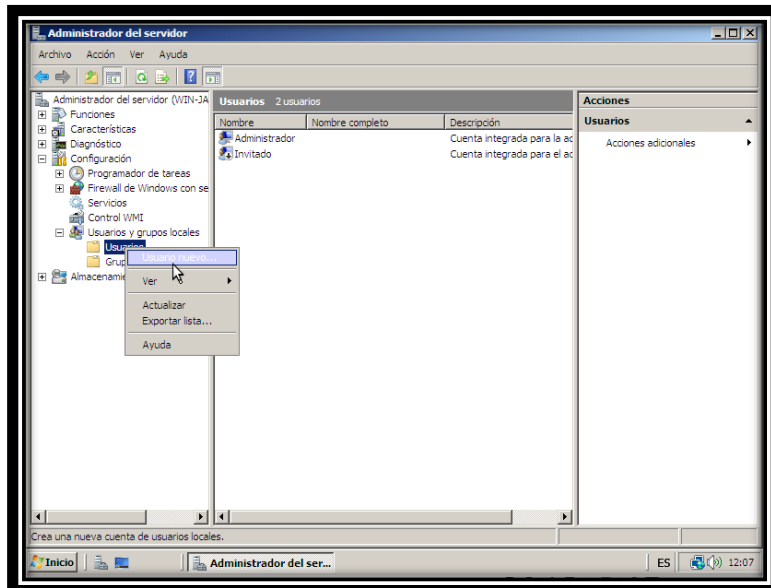 Administrador del servidor
Archivo Acción Ver Ayuda
Administrador del servidor (WIN-JA
Funciones
Características
Diagnóstico
Configuración
Programador de tareas
Firewall de Windows con se
Servicios
Control WMI
Usuarios y grupos locales
Usuarios
Grup
Almacenamie
Usuario nuevo...
Ver
Actualizar
Exportar lista...
Ayuda
Usuarios 2 usuarios
Nombre Nombre completo Descripción
Administrador Cuenta integrada para la ad
Invitado Cuenta integrada para el ac
Acciones
Usuarios
Acciones adicionales
Crea una nueva cuenta de usuarios locales.
Inicio Administrador del ser... ES 12:07